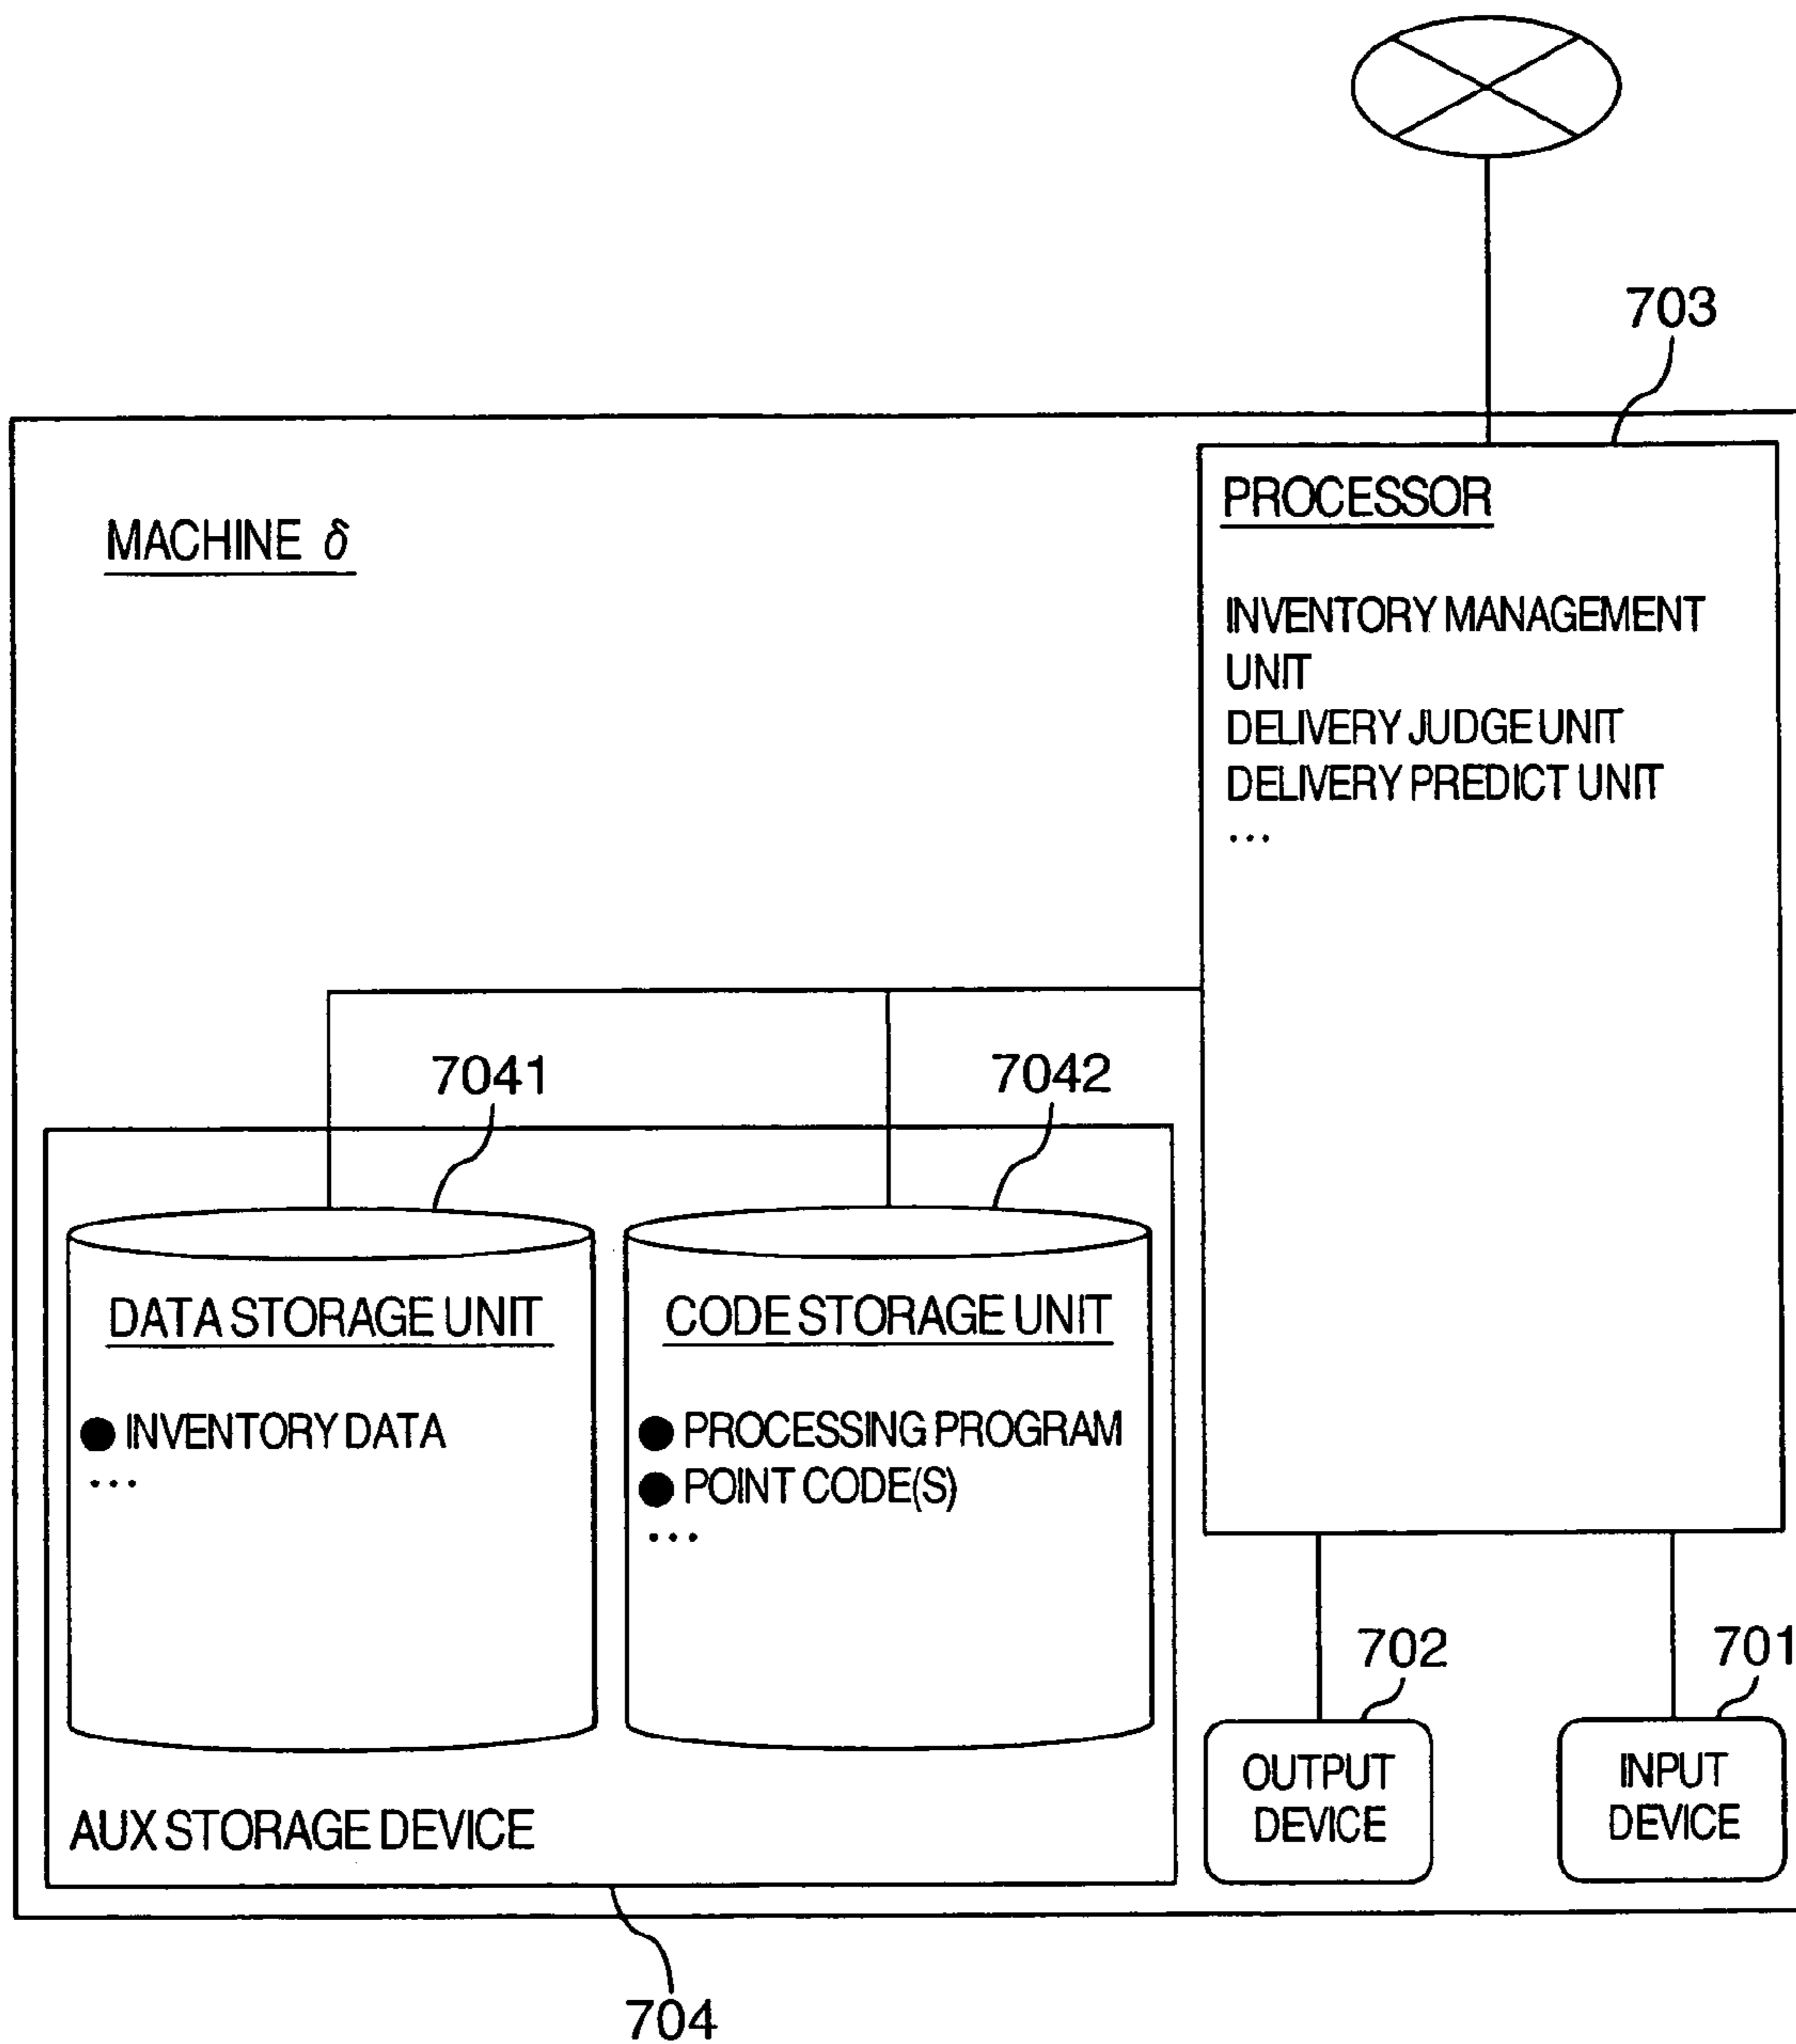 703
MACHINE δ
PROCESSOR
INVENTORY MANAGEMENT
UNIT
DELIVERY JUDGE UNIT
DELIVERY PREDICT UNIT
...
7041
7042
DATA STORAGE UNIT
● INVENTORY DATA
...
CODE STORAGE UNIT
● PROCESSING PROGRAM
● POINT CODE(S)
...
702
701
OUTPUT
DEVICE
INPUT
DEVICE
AUX STORAGE DEVICE
704